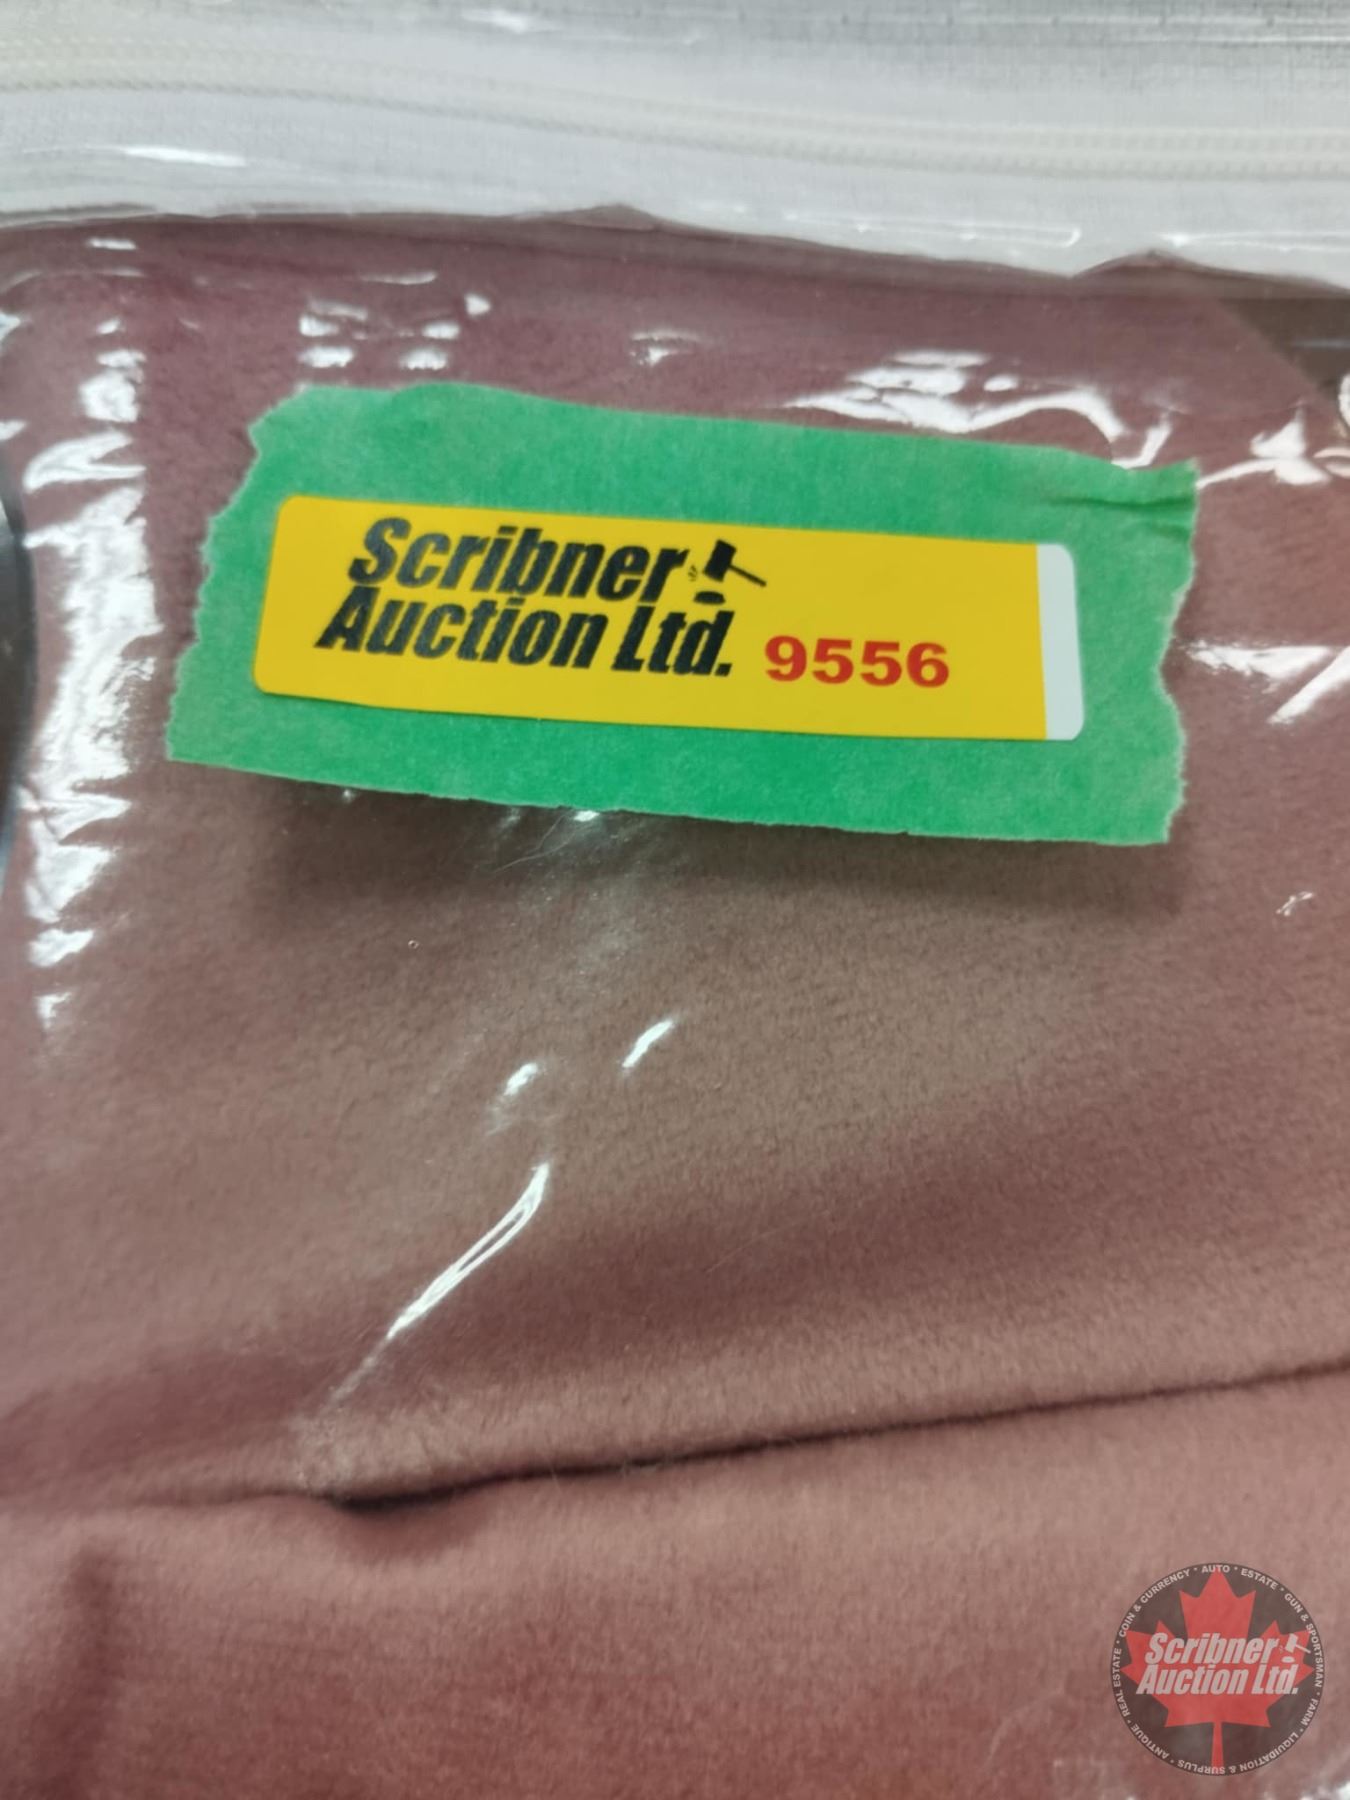 Scribner
Auction Ltd. 9556
COIN & CURRENCY • AUTO • ESTATE • GUN & SPORTSMAN • FARM • LIQUIDATION & SURPLUS • ANTIQUE • REAL ESTATE •
Scribner
Auction Ltd.